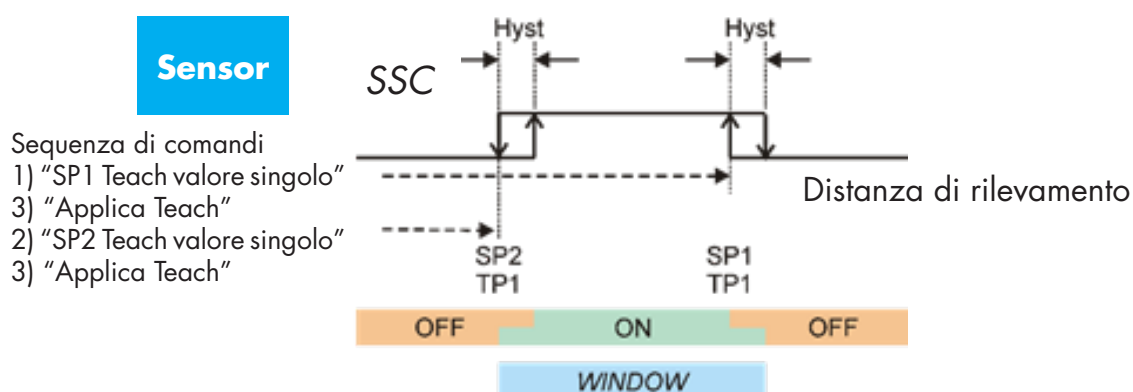 Hyst Hyst
Sensor
SSC
Sequenza di comandi
1) “SP1 Teach valore singolo”
3) “Applica Teach”
2) “SP2 Teach valore singolo”
3) “Applica Teach”
Distanza di rilevamento
SP2 SP1
TP1 TP1
OFF ON OFF
WINDOW